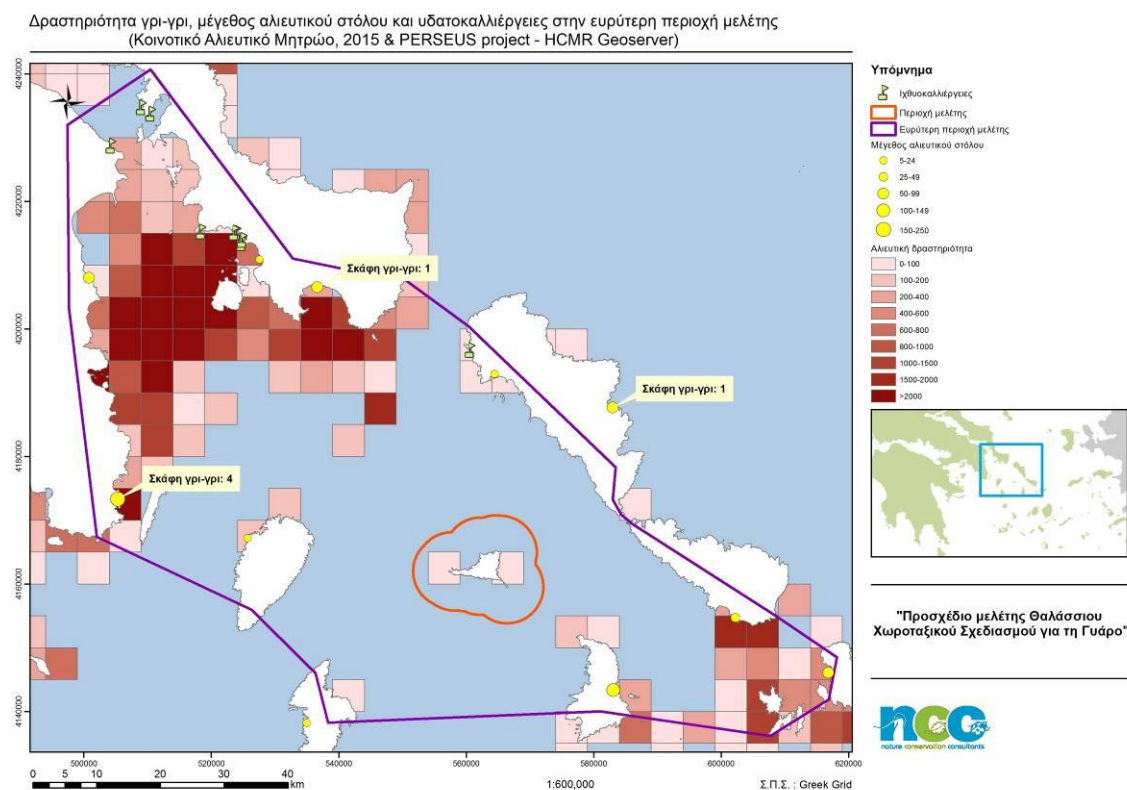 Δραστηριότητα γρι-γρι, μέγεθος αλιευτικού στόλου και υδατοκαλλιέργειες στην ευρύτερη περιοχή μελέτης
(Κοινοτικό Αλιευτικό Μητρώο, 2015 & PERSEUS project - HCMR Geoserver)
4240000
4220000
4200000
4180000
4160000
4140000
Σκάφη γρι-γρι: 1
Σκάφη γρι-γρι: 1
Σκάφη γρι-γρι: 4
500000
520000
540000
560000
580000
600000
620000
0 5 10 20 30 40
km
1:600,000
Σ.Π.Σ. : Greek Grid
Υπόμνημα
Ιχθυοκαλλιέργειες
Περιοχή μελέτης
Ευρύτερη περιοχή μελέτης
Μέγεθος αλιευτικού στόλου
5-24
25-49
50-99
100-149
150-250
Αλιευτική δραστηριότητα
0-100
100-200
200-400
400-600
600-800
800-1000
1000-1500
1500-2000
>2000
"Προσχέδιο μελέτης Θαλάσσιου
Χωροταξικού Σχεδιασμού για τη Γυάρο"
ncc
nature conservation consultants